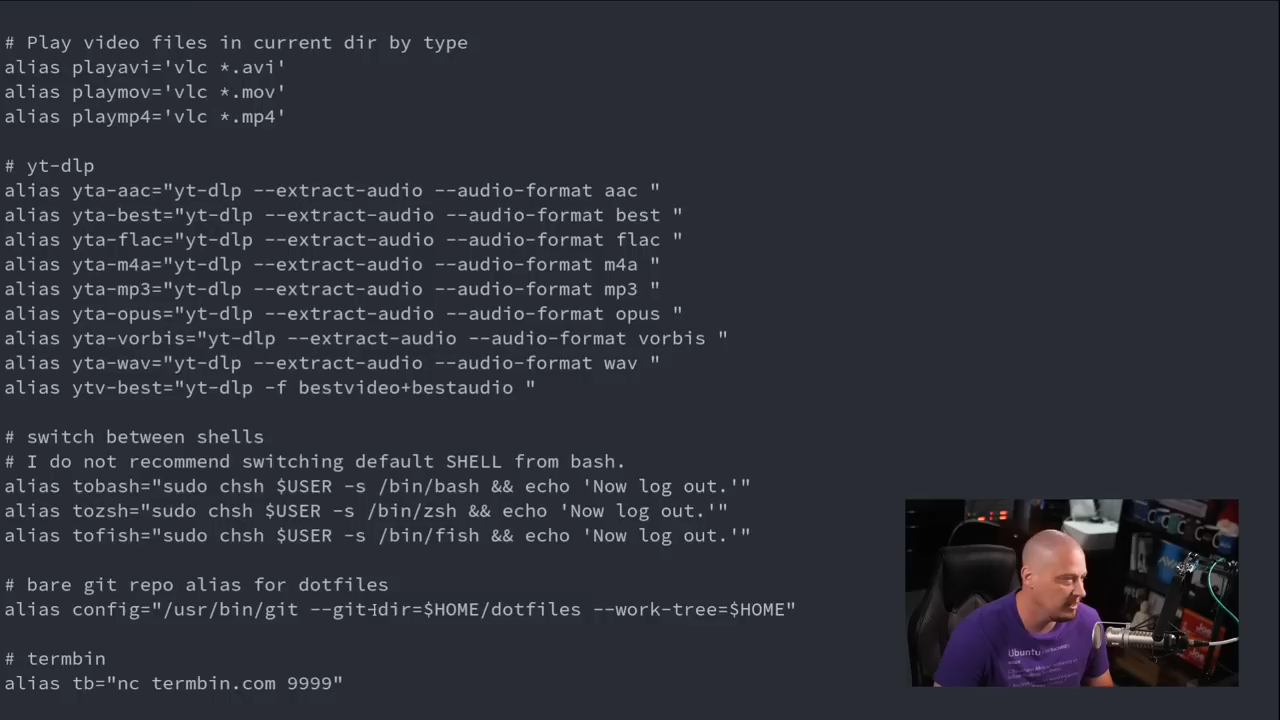 # Play video files in current dir by type
alias playavi='vlc *.avi'
alias playmov='vlc *.mov'
alias playmp4='vlc *.mp4'
# yt-dlp
alias yta-aac="yt-dlp --extract-audio --audio-format aac "
alias yta-best="yt-dlp --extract-audio --audio-format best "
alias yta-flac="yt-dlp --extract-audio --audio-format flac "
alias yta-m4a="yt-dlp --extract-audio --audio-format m4a "
alias yta-mp3="yt-dlp --extract-audio --audio-format mp3 "
alias yta-opus="yt-dlp --extract-audio --audio-format opus "
alias yta-vorbis="yt-dlp --extract-audio --audio-format vorbis "
alias yta-wav="yt-dlp --extract-audio --audio-format wav "
alias ytv-best="yt-dlp -f bestvideo+bestaudio "
# switch between shells
# I do not recommend switching default SHELL from bash.
alias tobash="sudo chsh $USER -s /bin/bash && echo 'Now log out.'"
alias tozsh="sudo chsh $USER -s /bin/zsh && echo 'Now log out.'"
alias tofish="sudo chsh $USER -s /bin/fish && echo 'Now log out.'"
# bare git repo alias for dotfiles
alias config="/usr/bin/git --git-dir=$HOME/dotfiles --work-tree=$HOME"
# termbin
alias tb="nc termbin.com 9999"
Ubuntu